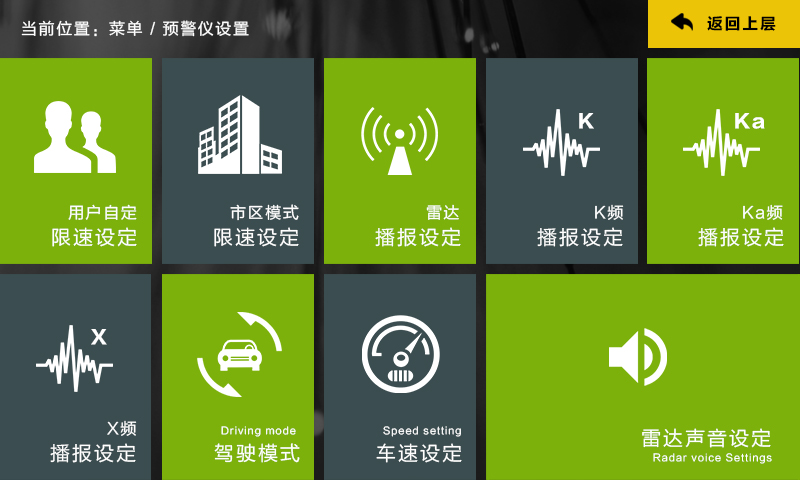 当前位置：菜单 / 预警仪设置
返回上层
用户自定
限速设定
市区模式
限速设定
雷达
播报设定
K
K频
播报设定
Ka
Ka频
播报设定
X
X频
播报设定
Driving mode
驾驶模式
Speed setting
车速设定
雷达声音设定
Radar voice Settings